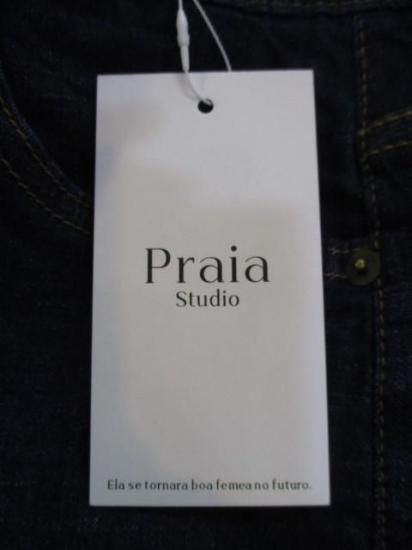 Praia
Studio
Ela se tornara boa femea no futuro.